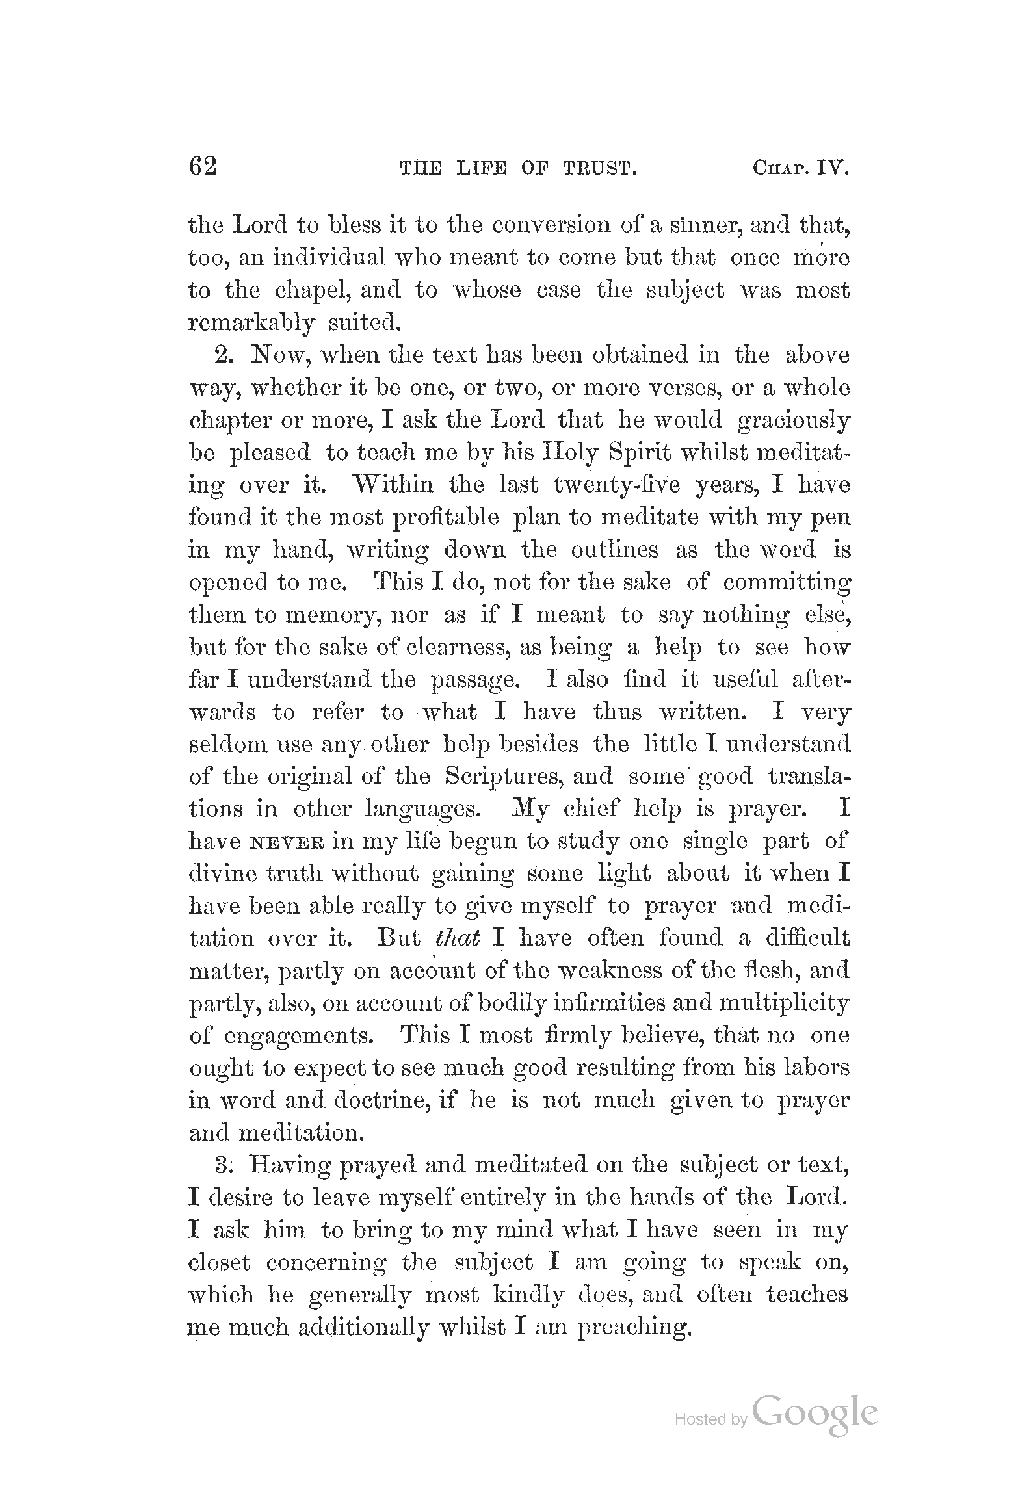 62 THE LIFE OF TRUST. CHAP. IV.
the Lord to bless it to the conversion of a sinner, and that,
too, an individual who meant to come but that once more
to the chapel, and to whose case the subject was most
remarkably suited.
2. Now, when the text has been obtained in the above
way, whether it be one, or two, or more verses, or a whole
chapter or more, I ask the Lord that he would graciously
be pleased to teach me by his Holy Spirit whilst meditat-
ing over it. Within the last twenty-five years, I have
found it the most profitable plan to meditate with my pen
in my hand, writing down the outlines as the word is
opened to me. This I do, not for the sake of committing
them to memory, nor as if I meant to say nothing else,
but for the sake of clearness, as being a help to see how
far I understand the passage. I also find it useful after-
wards to refer to what I have thus written. I very
seldom use any other help besides the little I understand
of the original of the Scriptures, and some good transla-
tions in other languages. My chief help is prayer. I
have NEVER in my life begun to study one single part of
divine truth without gaining some light about it when I
have been able really to give myself to prayer and medi-
tation over it. But that I have often found a difficult
matter, partly on account of the weakness of the flesh, and
partly, also, on account of bodily infirmities and multiplicity
of engagements. This I most firmly believe, that no one
ought to expect to see much good resulting from his labors
in word and doctrine, if he is not much given to prayer
and meditation.
3. Having prayed and meditated on the subject or text,
I desire to leave myself entirely in the hands of the Lord.
I ask him to bring to my mind what I have seen in my
closet concerning the subject I am going to speak on,
which he generally most kindly does, and often teaches
me much additionally whilst I am preaching.
Hosted by Google